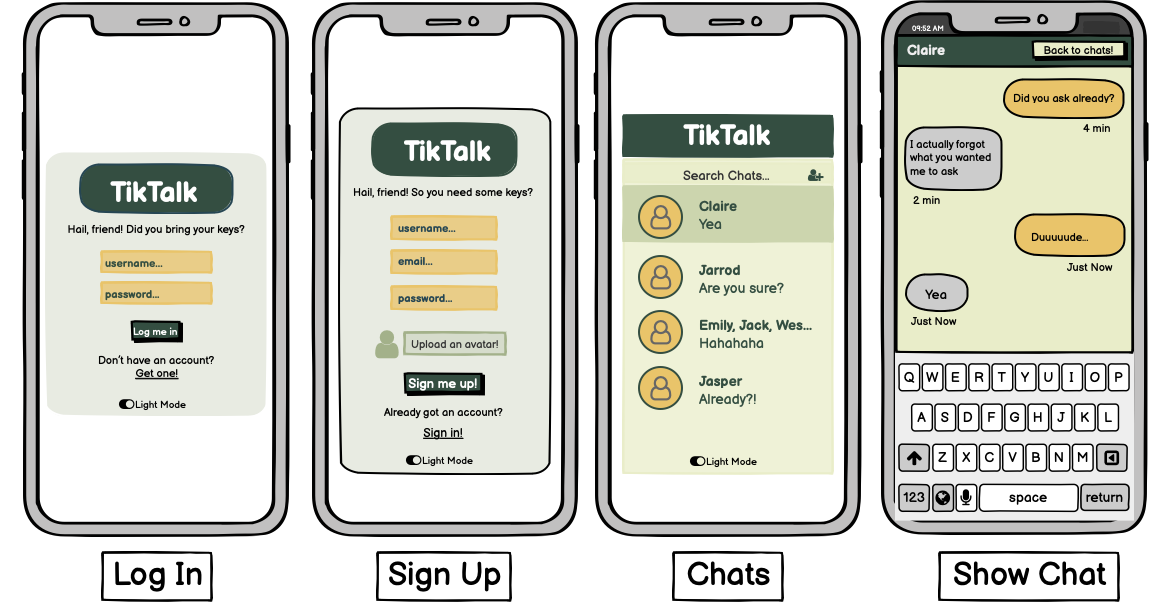 TikTalk
Hail, friend! Did you bring your keys?
username...
password...
Log me in
Don't have an account?
Get one!
Light Mode
Log In
TikTalk
Hail, friend! So you need some keys?
username...
email...
password...
Upload an avatar!
Sign me up!
Already got an account?
Sign in!
Light Mode
Sign Up
TikTalk
Search Chats...
Claire
Yea
Jarrod
Are you sure?
Emily, Jack, Wes...
Hahahaha
Jasper
Already?!
Light Mode
Chats
09:52 AM
Claire
Back to chats!
Did you ask already?
4 min
I actually forgot
what you wanted
me to ask
2 min
Duuuuude...
Just Now
Yea
Just Now
Q W E R T Y U I O P
A S D F G H J K L
Z X C V B N M
123 space return
Show Chat